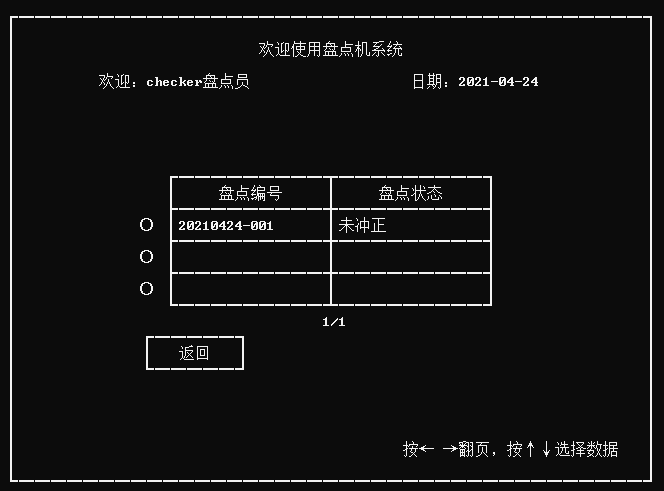 欢迎使用盘点机系统
欢迎：checker盘点员 日期：2021-04-24
盘点编号 盘点状态
20210424-001 未冲正
1/1
返回
按← →翻页，按↑↓选择数据